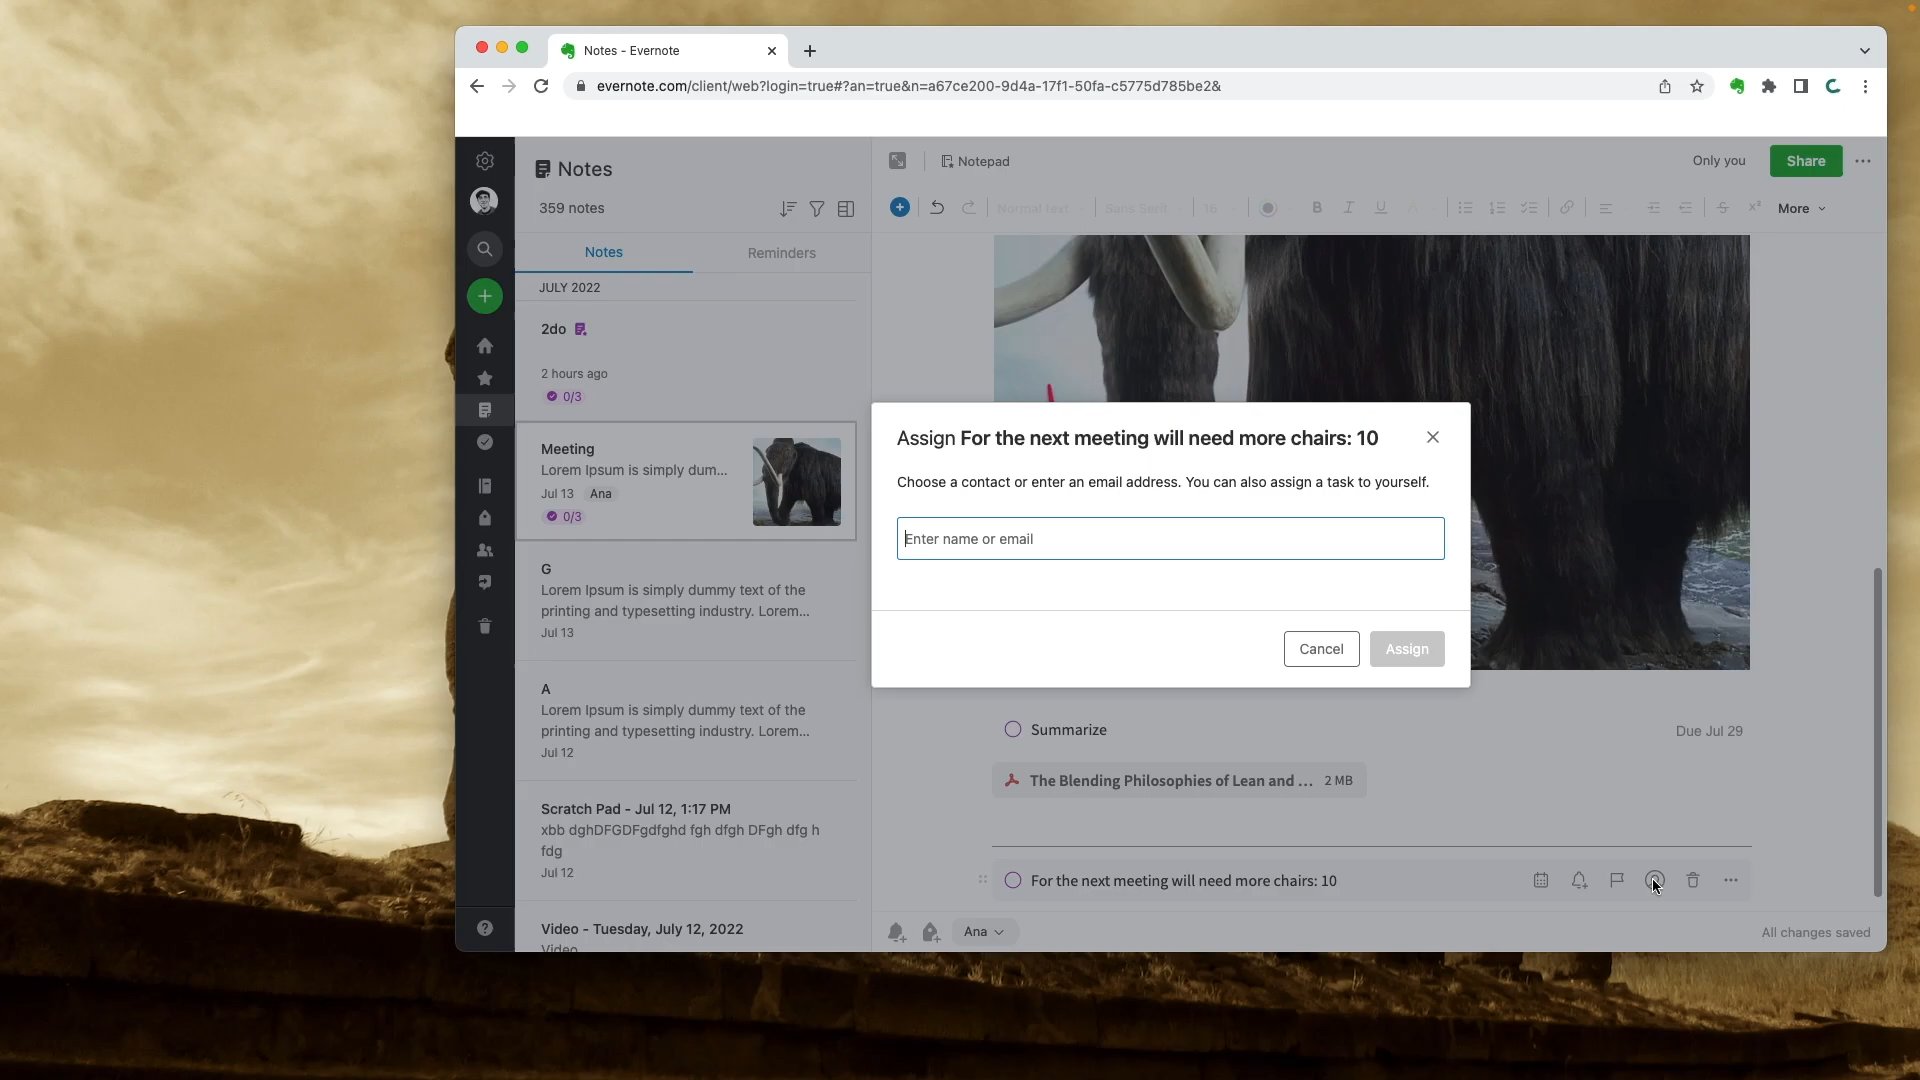 Notes - Evernote
evernote.com/client/web?login=true#?an=true&n=a67ce200-9d4a-17f1-50fa-c5775d785be2&
Notes
359 notes
Notes
Reminders
JULY 2022
2do
2 hours ago
0/3
Meeting
Lorem Ipsum is simply dum...
Jul 13 Ana
0/3
G
Lorem Ipsum is simply dummy text of the
printing and typesetting industry. Lorem...
Jul 13
A
Lorem Ipsum is simply dummy text of the
printing and typesetting industry. Lorem...
Jul 12
Scratch Pad - Jul 12, 1:17 PM
xbb dghDFGDFgdfghd fgh dfgh DFgh dfg h
fdg
Jul 12
Video - Tuesday, July 12, 2022
Video
Notepad
Only you
Share
Normal text
Sans Serif
16
More
Assign For the next meeting will need more chairs: 10
Choose a contact or enter an email address. You can also assign a task to yourself.
Enter name or email
Cancel
Assign
Summarize
Due Jul 29
The Blending Philosophies of Lean and ... 2 MB
For the next meeting will need more chairs: 10
Ana
All changes saved